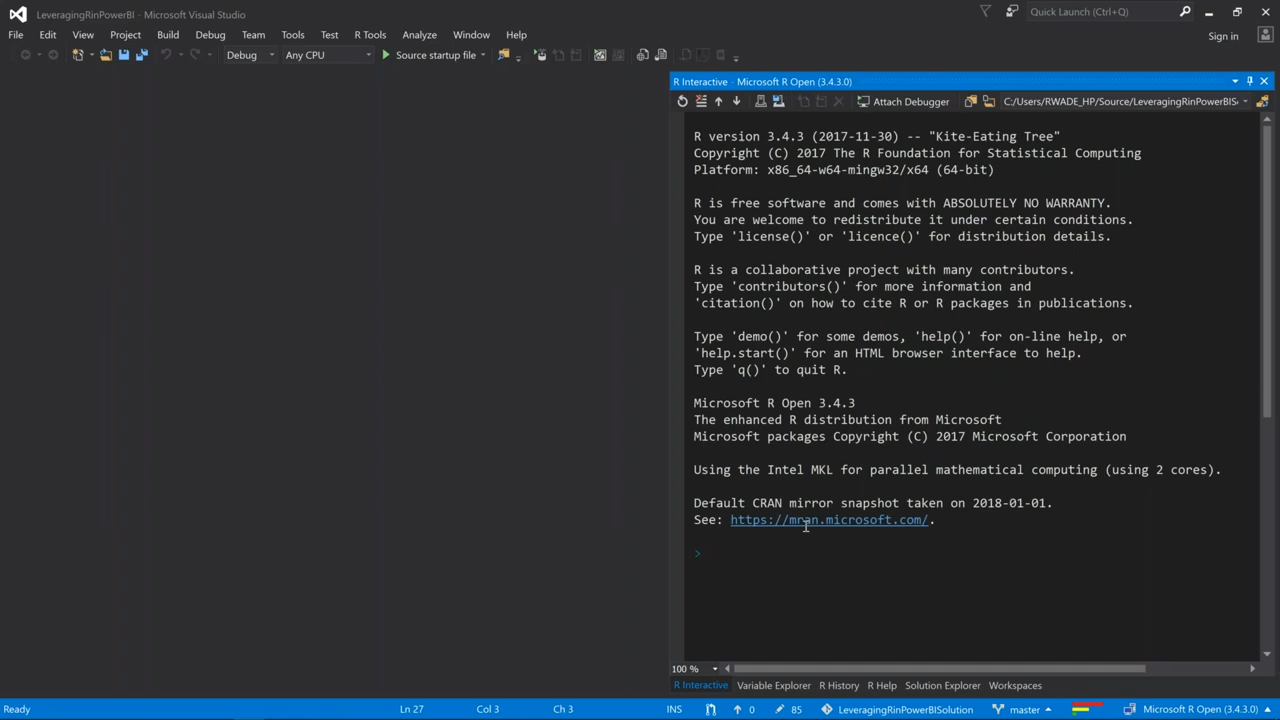 LeveragingRinPowerBI - Microsoft Visual Studio
Quick Launch (Ctrl+Q)
File Edit View Project Build Debug Team Tools Test R Tools Analyze Window Help
Sign in
Debug Any CPU Source startup file
R Interactive - Microsoft R Open (3.4.3.0)
Attach Debugger C:/Users/RWADE_HP/Source/LeveragingRinPowerBIS
R version 3.4.3 (2017-11-30) -- "Kite-Eating Tree"
Copyright (C) 2017 The R Foundation for Statistical Computing
Platform: x86_64-w64-mingw32/x64 (64-bit)
R is free software and comes with ABSOLUTELY NO WARRANTY.
You are welcome to redistribute it under certain conditions.
Type 'license()' or 'licence()' for distribution details.
R is a collaborative project with many contributors.
Type 'contributors()' for more information and
'citation()' on how to cite R or R packages in publications.
Type 'demo()' for some demos, 'help()' for on-line help, or
'help.start()' for an HTML browser interface to help.
Type 'q()' to quit R.
Microsoft R Open 3.4.3
The enhanced R distribution from Microsoft
Microsoft packages Copyright (C) 2017 Microsoft Corporation
Using the Intel MKL for parallel mathematical computing (using 2 cores).
Default CRAN mirror snapshot taken on 2018-01-01.
See: https://mran.microsoft.com/.
>
100 %
R Interactive Variable Explorer R History R Help Solution Explorer Workspaces
Ready Ln 27 Col 3 Ch 3 INS 0 85 LeveragingRinPowerBISolution master Microsoft R Open (3.4.3.0)